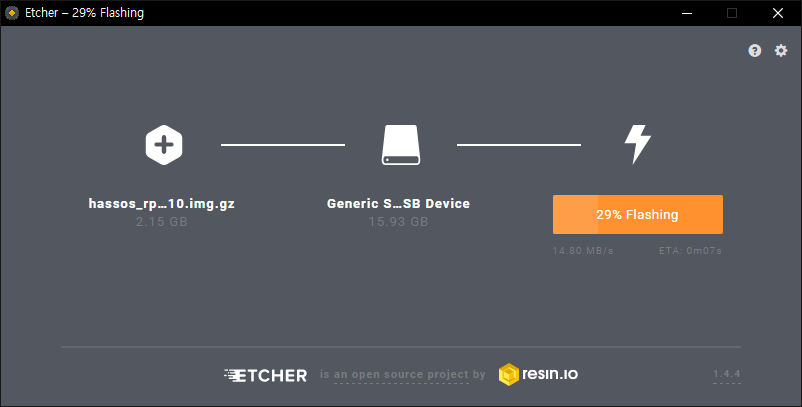 Etcher – 29% Flashing
hassos_rp...10.img.gz
2.15 GB
Generic S...SB Device
15.93 GB
29% Flashing
14.80 MB/s
ETA: 0m07s
ETCHER is an open source project by resin.io
1.4.4